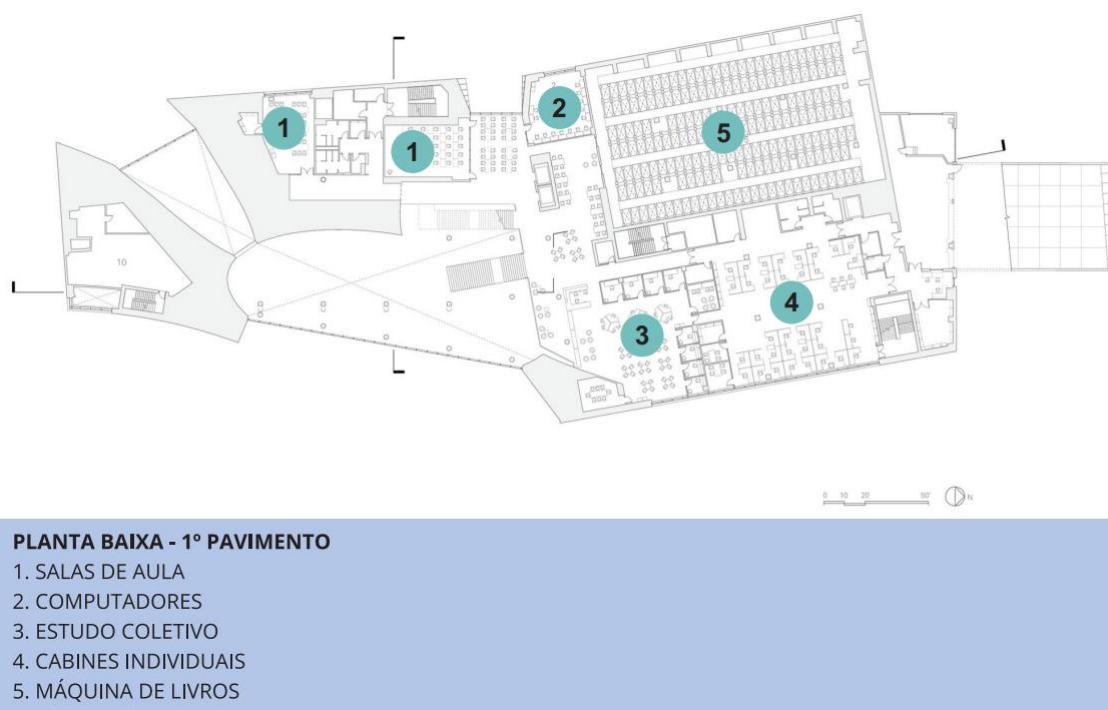 2
1
5
1
10
4
3
0 10 20 50'
N
PLANTA BAIXA - 1º PAVIMENTO
1. SALAS DE AULA
2. COMPUTADORES
3. ESTUDO COLETIVO
4. CABINES INDIVIDUAIS
5. MÁQUINA DE LIVROS